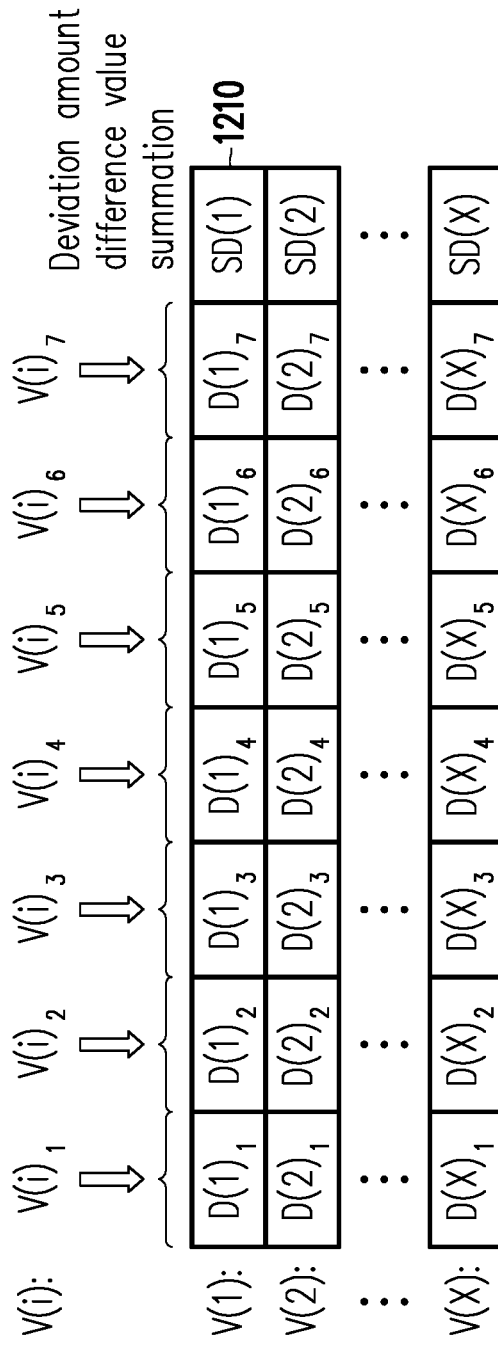 V(i): V(i)₁ V(i)₂ V(i)₃ V(i)₄ V(i)₅ V(i)₆ V(i)₇
Deviation amount
difference value
summation
1210
V(1): D(1)₁ D(1)₂ D(1)₃ D(1)₄ D(1)₅ D(1)₆ D(1)₇ SD(1)
V(2): D(2)₁ D(2)₂ D(2)₃ D(2)₄ D(2)₅ D(2)₆ D(2)₇ SD(2)
V(X): D(X)₁ D(X)₂ D(X)₃ D(X)₄ D(X)₅ D(X)₆ D(X)₇ SD(X)